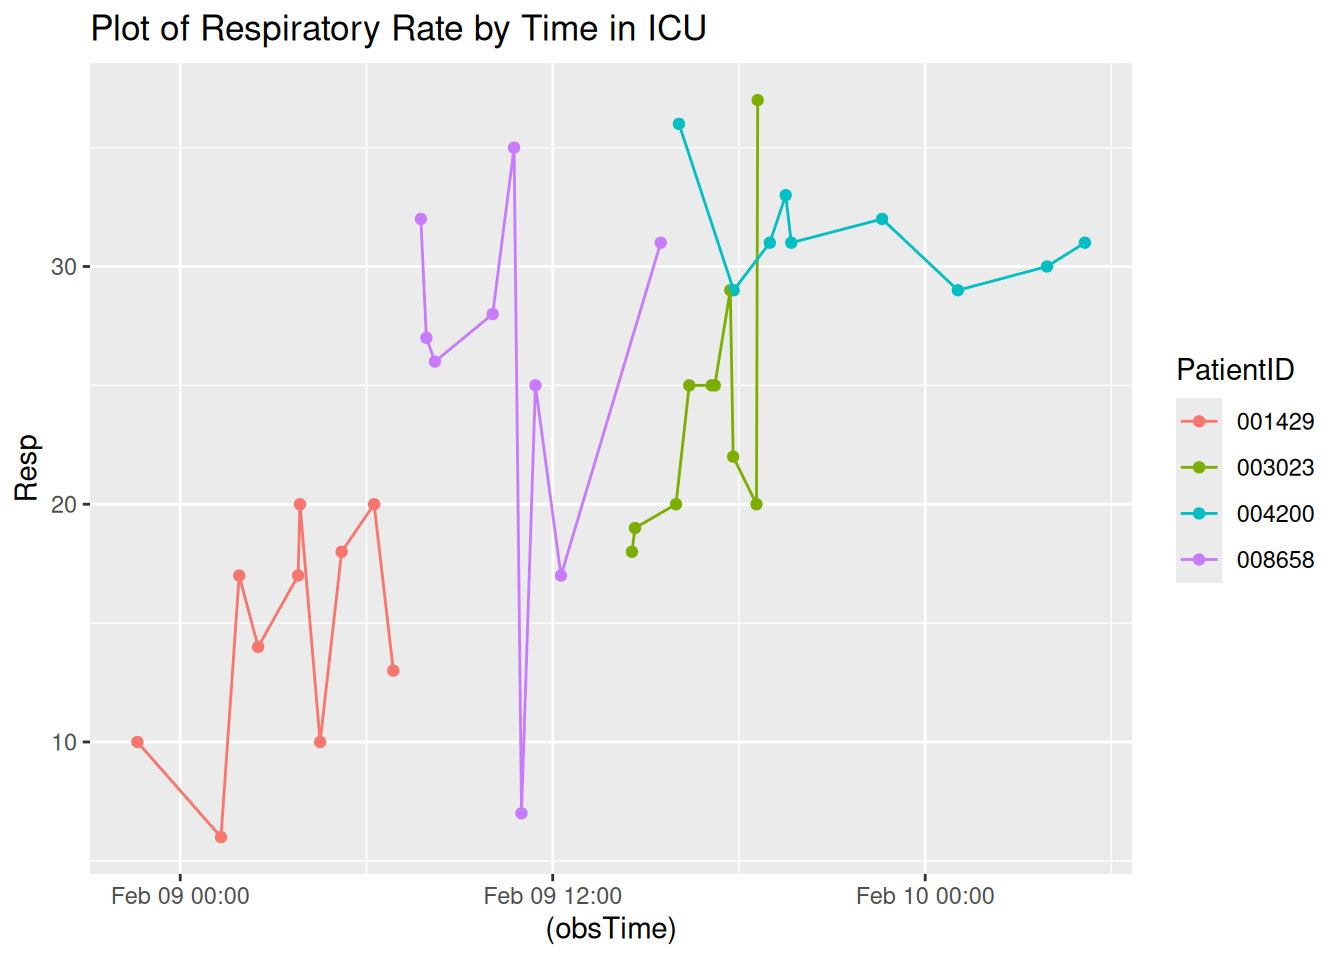 Plot of Respiratory Rate by Time in ICU
Resp
30
20
10
Feb 09 00:00
Feb 09 12:00
Feb 10 00:00
(obsTime)
PatientID
001429
003023
004200
008658